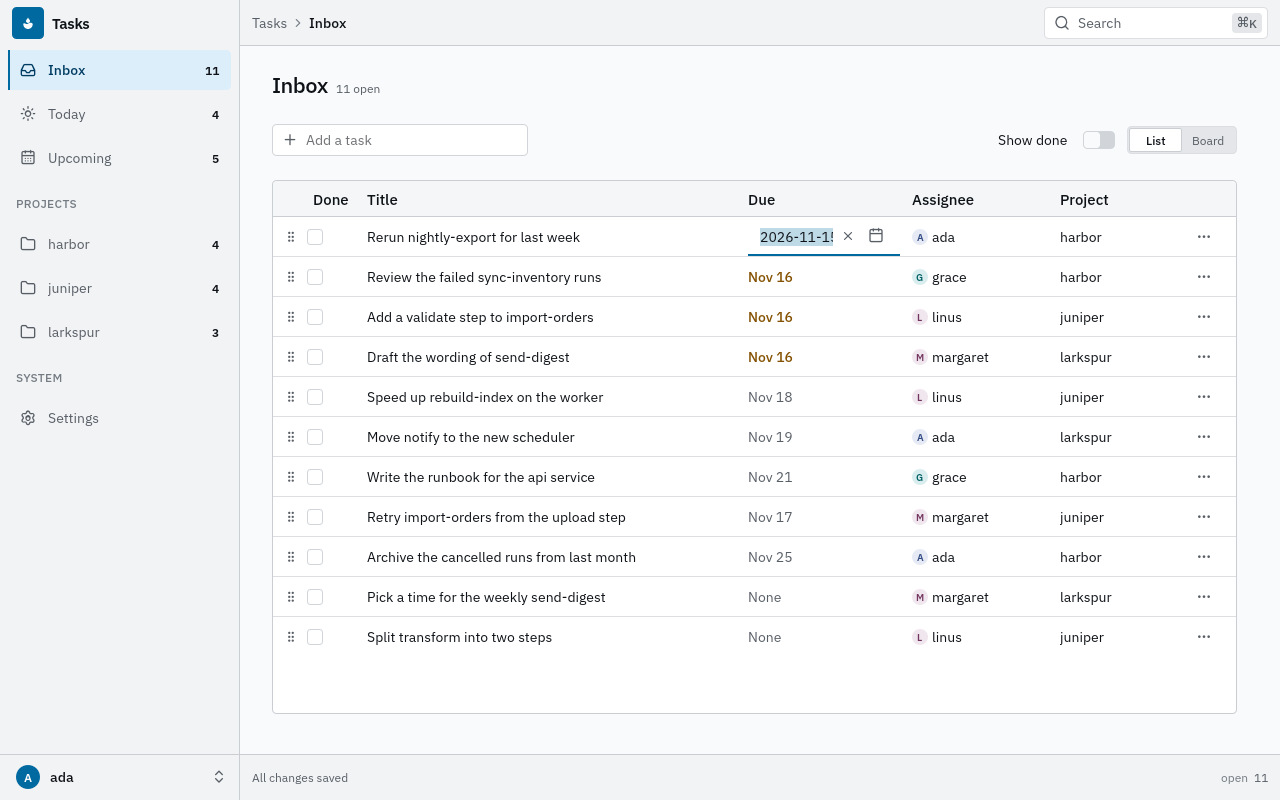 Tasks
Inbox 11
Today 4
Upcoming 5
PROJECTS
harbor 4
juniper 4
larkspur 3
SYSTEM
Settings
A ada
Tasks > Inbox
Search ⌘K
Inbox 11 open
Add a task
Show done
List Board
Done Title Due Assignee Project
Rerun nightly-export for last week 2026-11-15 A ada harbor
Review the failed sync-inventory runs Nov 16 G grace harbor
Add a validate step to import-orders Nov 16 L linus juniper
Draft the wording of send-digest Nov 16 M margaret larkspur
Speed up rebuild-index on the worker Nov 18 L linus juniper
Move notify to the new scheduler Nov 19 A ada larkspur
Write the runbook for the api service Nov 21 G grace harbor
Retry import-orders from the upload step Nov 17 M margaret juniper
Archive the cancelled runs from last month Nov 25 A ada harbor
Pick a time for the weekly send-digest None M margaret larkspur
Split transform into two steps None L linus juniper
All changes saved
open 11